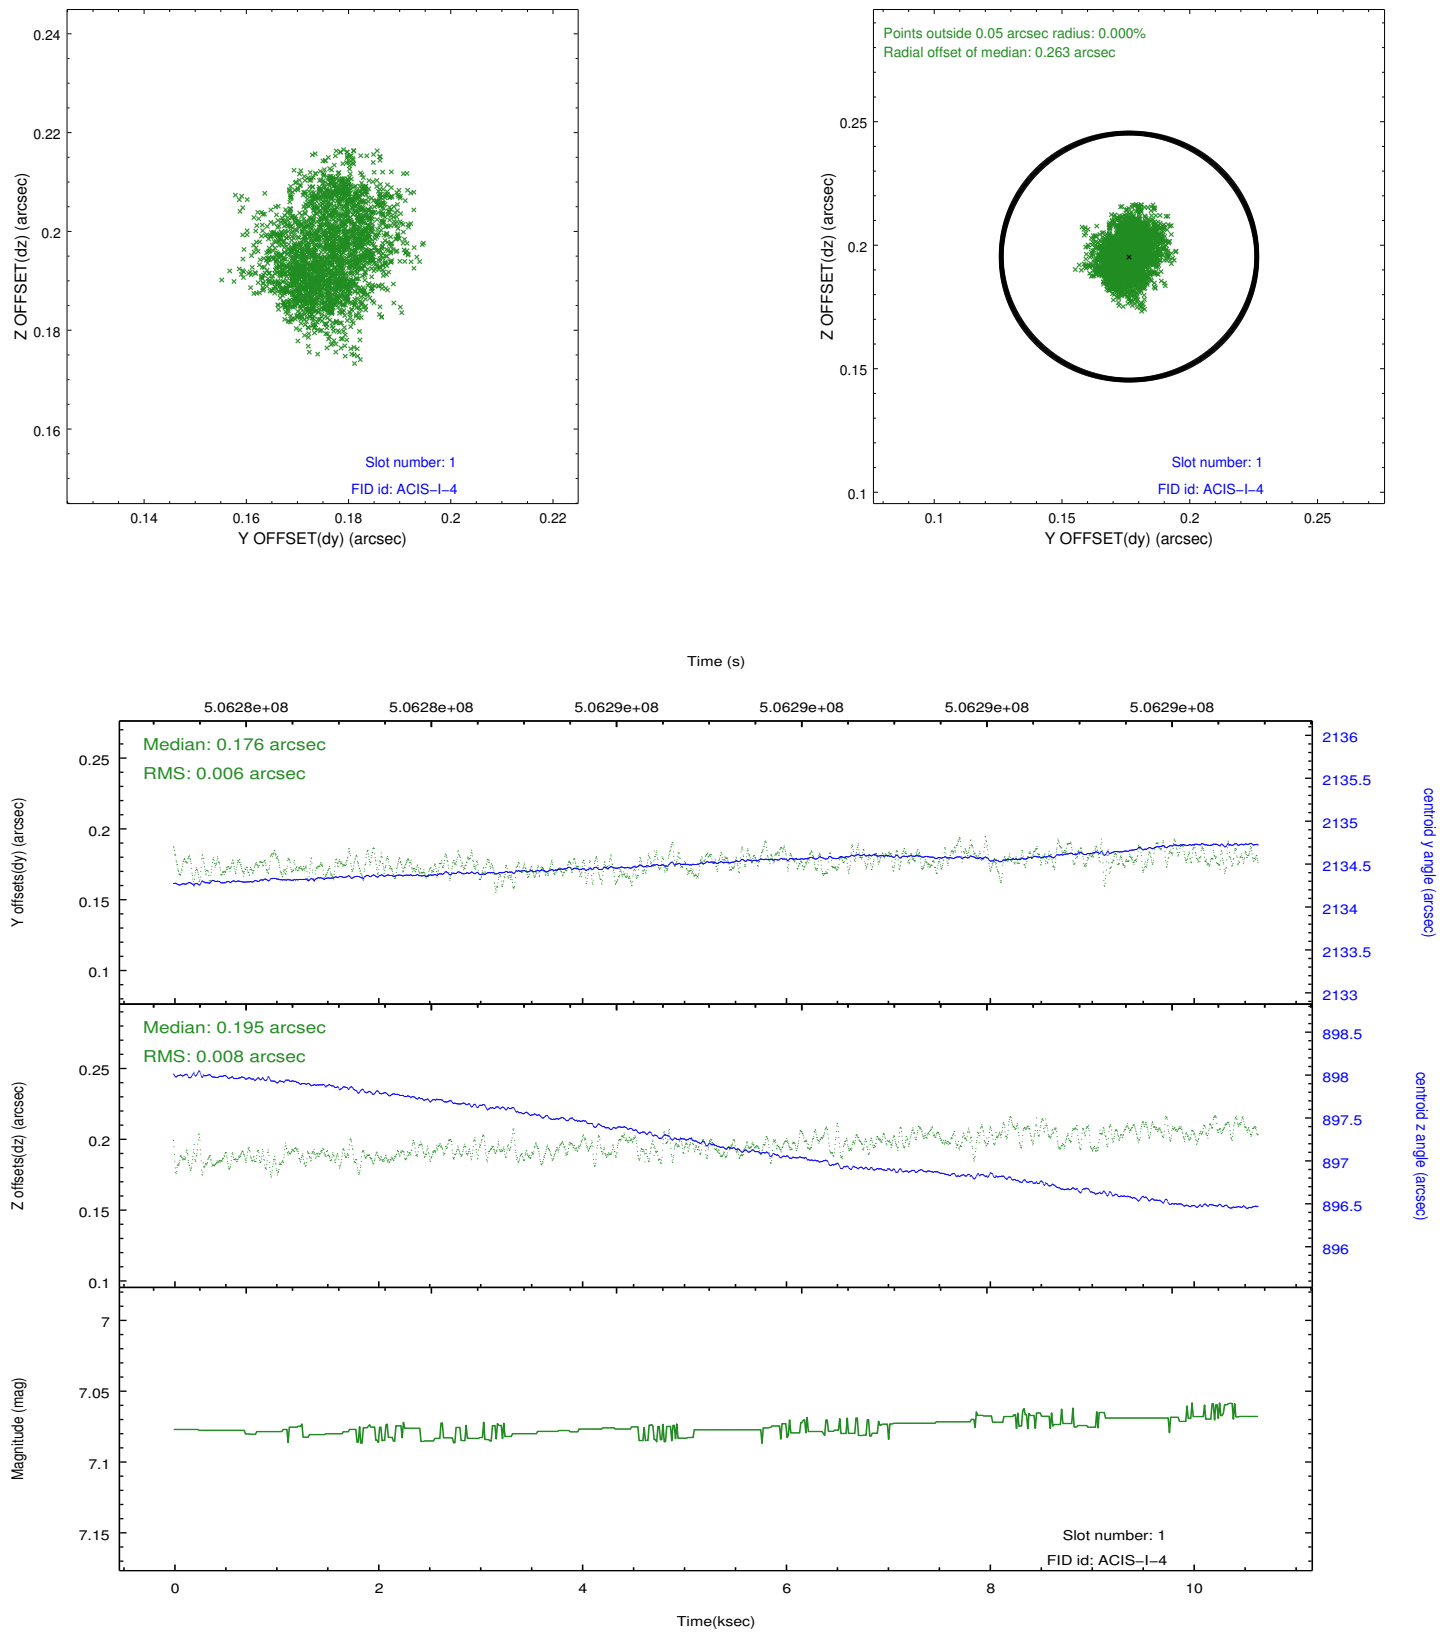 0.24
0.22
0.2
0.18
0.16
Z OFFSET(dz) (arcsec)
Slot number: 1
FID id: ACIS-I-4
0.14 0.16 0.18 0.2 0.22
Y OFFSET(dy) (arcsec)
Points outside 0.05 arcsec radius: 0.000%
Radial offset of median: 0.263 arcsec
0.25
0.2
0.15
0.1
Z OFFSET(dz) (arcsec)
Slot number: 1
FID id: ACIS-I-4
0.1 0.15 0.2 0.25
Y OFFSET(dy) (arcsec)
Time (s)
5.0628e+08 5.0628e+08 5.0629e+08 5.0629e+08 5.0629e+08 5.0629e+08
Median: 0.176 arcsec
RMS: 0.006 arcsec
0.25
0.2
0.15
0.1
Y offsets(dy) (arcsec)
2136
2135.5
2135
2134.5
2134
2133.5
2133
centroid y angle (arcsec)
Median: 0.195 arcsec
RMS: 0.008 arcsec
0.25
0.2
0.15
0.1
Z offsets(dz) (arcsec)
898.5
898
897.5
897
896.5
896
centroid z angle (arcsec)
7
7.05
7.1
7.15
Magnitude (mag)
Slot number: 1
FID id: ACIS-I-4
0 2 4 6 8 10
Time(ksec)